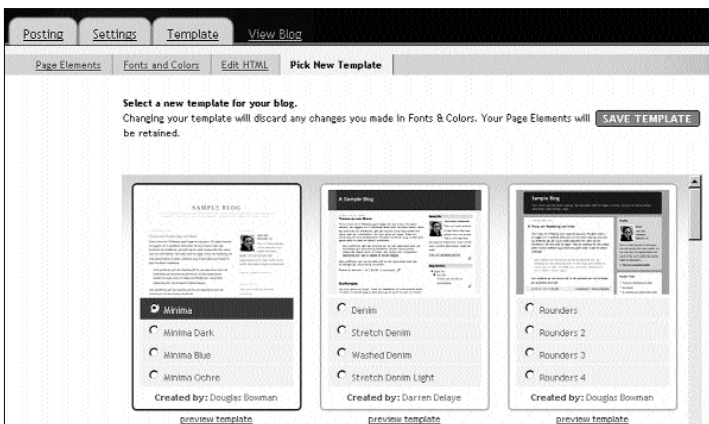 Posting Settings Template View Blog
Page Elements Fonts and Colors Edit HTML Pick New Template
Select a new template for your blog.
Changing your template will discard any changes you made in Fonts & Colors. Your Page Elements will SAVE TEMPLATE
be retained.
SAMPLE BLOG
A Sample Blog
Sample Blog
Minima
Minima Dark
Minima Blue
Minima Ochre
Created by: Douglas Bowman
preview template
Denim
Stretch Denim
Washed Denim
Stretch Denim Light
Created by: Darren Delaye
preview template
Rounders
Rounders 2
Rounders 3
Rounders 4
Created by: Douglas Bowman
preview template